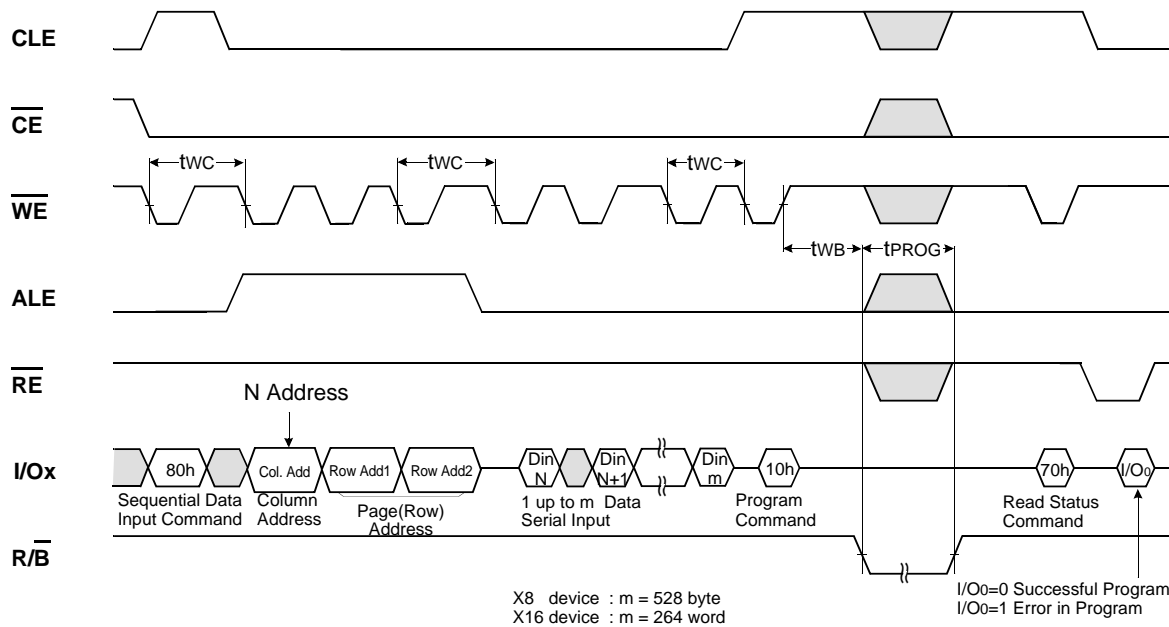 CLE
CE
tWC tWC tWC
WE
tWB tPROG
ALE
RE
N Address
I/Ox
80h Col. Add Row Add1 Row Add2 Din N Din N+1 Din m 10h 70h I/O0
Sequential Data Input Command
Column Address
Page(Row) Address
1 up to m Data
Serial Input
Program Command
Read Status Command
R/B
I/O0=0 Successful Program
I/O0=1 Error in Program
X8 device : m = 528 byte
X16 device : m = 264 word